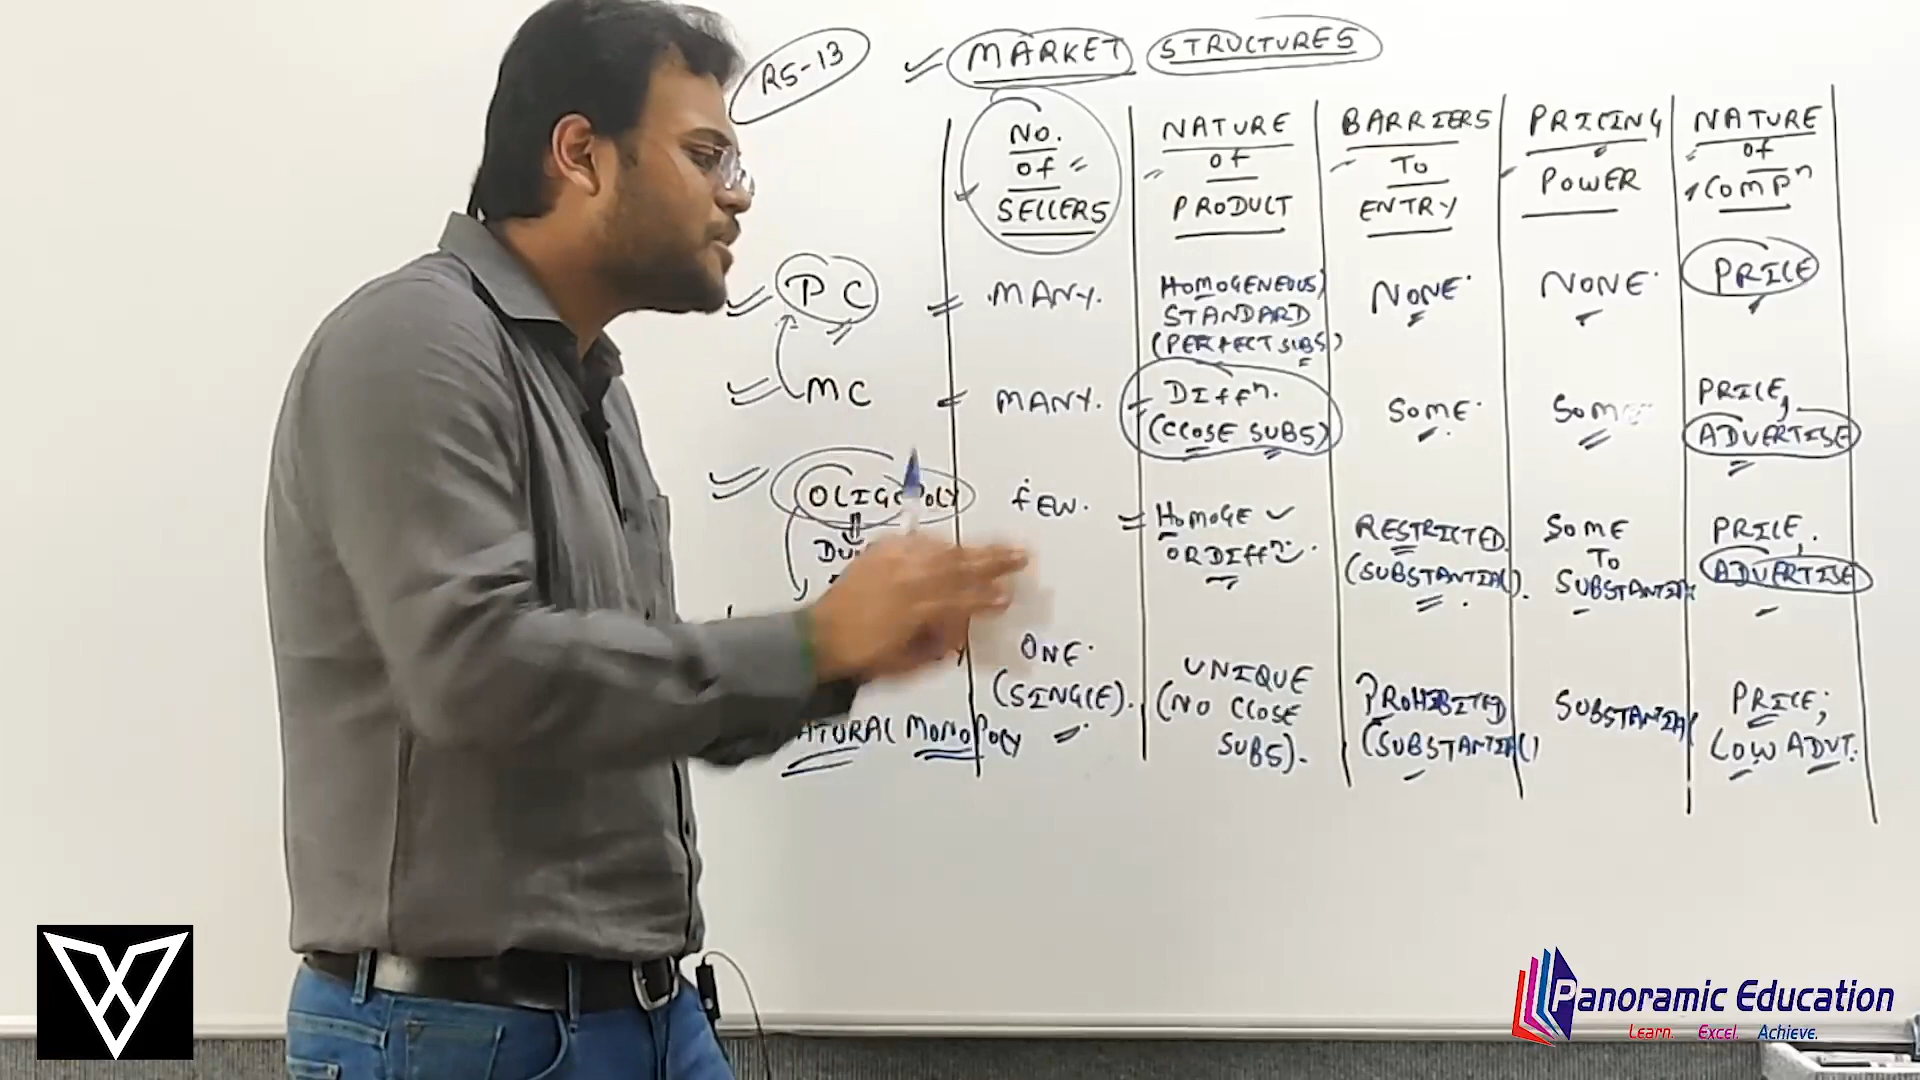 R5-13
MARKET STRUCTURES
NO.
Of
SELLERS
NATURE
Of
PRODUCT
BARRIERS
TO
ENTRY
PRICING
POWER
NATURE
of
COMPⁿ
PC
MANY.
HOMOGENEOUS)
STANDARD
(PERFECT SUBS)
NONE
NONE
PRICE
MC
MANY.
DIffⁿ.
(CLOSE SUBS)
SOME
SOME
PRICE,
ADVERTISE
OLIGOPOLY
fEW.
HOMOGE
OR DIffⁿ.
RESTRICTED.
(SUBSTANTIAL).
SOME
TO
SUBSTANTIAL
PRICE,
ADVERTISE
ONE
(SINGLE).
UNIQUE
(NO CLOSE
SUBS).
PROHIBITED
(SUBSTANTIAL)
SUBSTANTIAL
PRICE;
LOW ADVT.
MONOPOLY
Panoramic Education
Learn. Excel. Achieve.